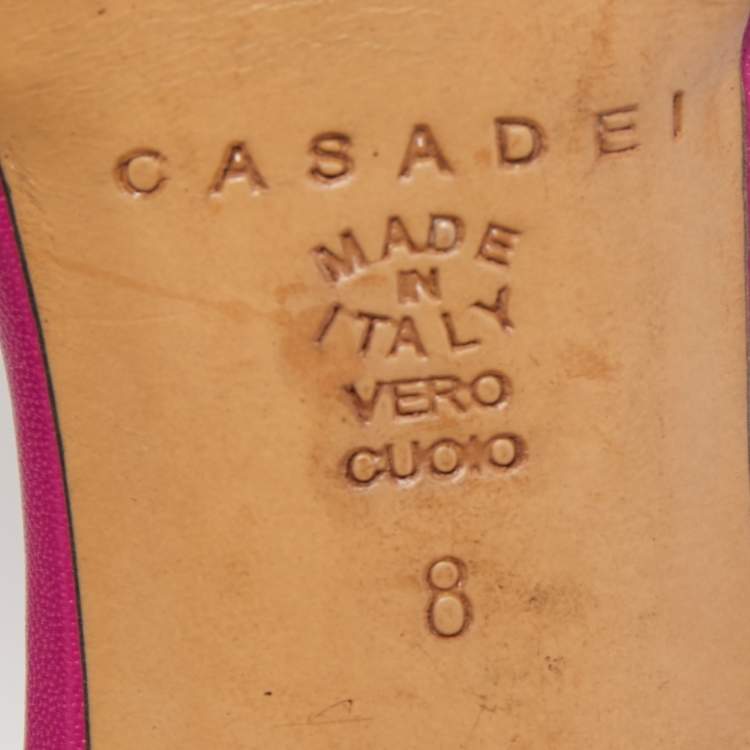 CASADEI
MADE
IN
ITALY
VERO
CUOIO
8